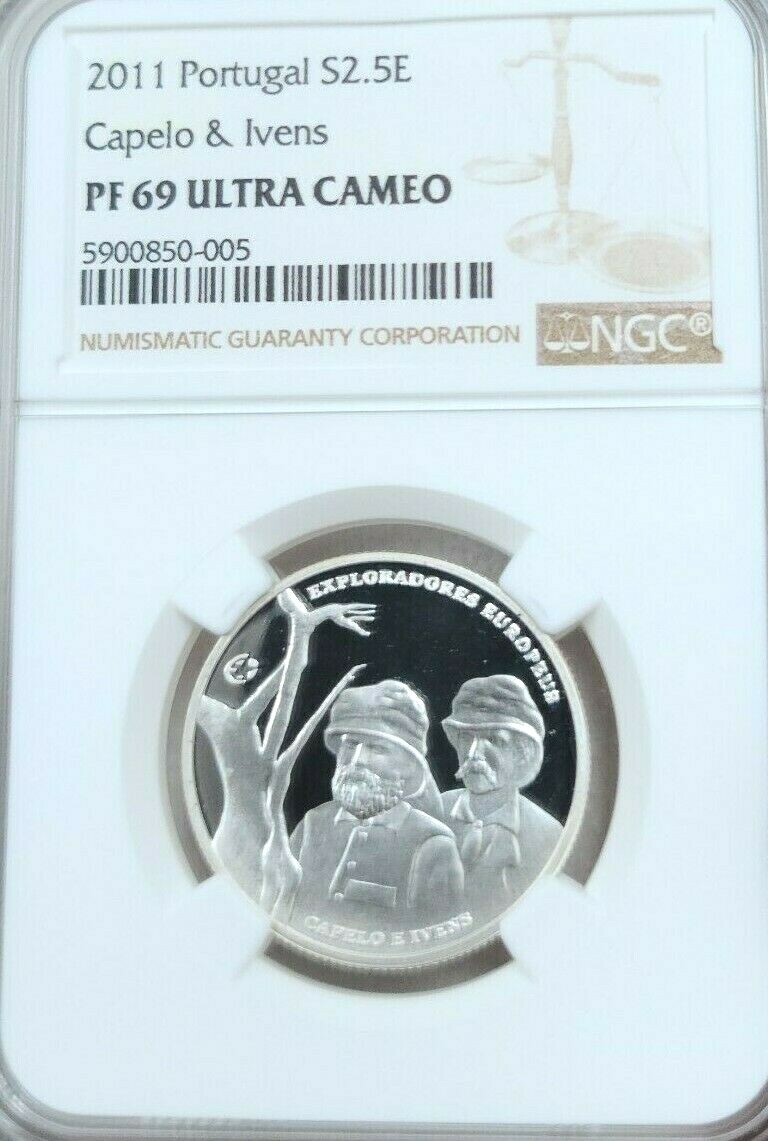 2011 Portugal S2.5E
Capelo & Ivens
PF 69 ULTRA CAMEO
5900850-005
NUMISMATIC GUARANTY CORPORATION
NGC®
EXPLORADORES EUROPEUS
CAPELO E IVENS